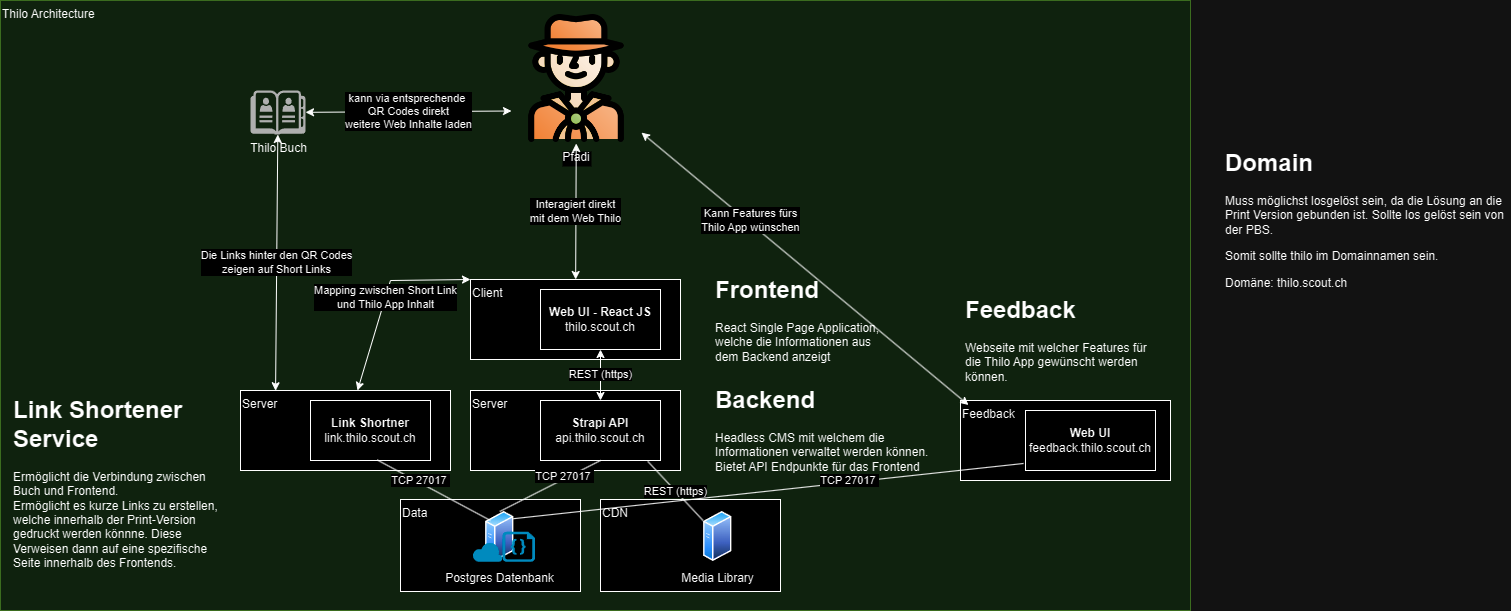 Thilo Architecture
kann via entsprechende
QR Codes direkt
weitere Web Inhalte laden
Thilo Buch
Pfadi
Interagiert direkt
mit dem Web Thilo
Kann Features fürs
Thilo App wünschen
Die Links hinter den QR Codes
zeigen auf Short Links
Mapping zwischen Short Link
und Thilo App Inhalt
Client
Web UI - React JS
thilo.scout.ch
REST (https)
Frontend
React Single Page Application,
welche die Informationen aus
dem Backend anzeigt
Link Shortener
Service
Ermöglicht die Verbindung zwischen
Buch und Frontend.
Ermöglicht es kurze Links zu erstellen,
welche innerhalb der Print-Version
gedruckt werden könnne. Diese
Verweisen dann auf eine spezifische
Seite innerhalb des Frontends.
Server
Link Shortner
link.thilo.scout.ch
Server
Strapi API
api.thilo.scout.ch
Backend
Headless CMS mit welchem die
Informationen verwaltet werden können.
Bietet API Endpunkte für das Frontend
Feedback
Webseite mit welcher Features für
die Thilo App gewünscht werden
können.
Feedback
Web UI
feedback.thilo.scout.ch
TCP 27017
TCP 27017
REST (https)
TCP 27017
Data
Postgres Datenbank
CDN
Media Library
Domain
Muss möglichst losgelöst sein, da die Lösung an die
Print Version gebunden ist. Sollte los gelöst sein von
der PBS.
Somit sollte thilo im Domainnamen sein.
Domäne: thilo.scout.ch